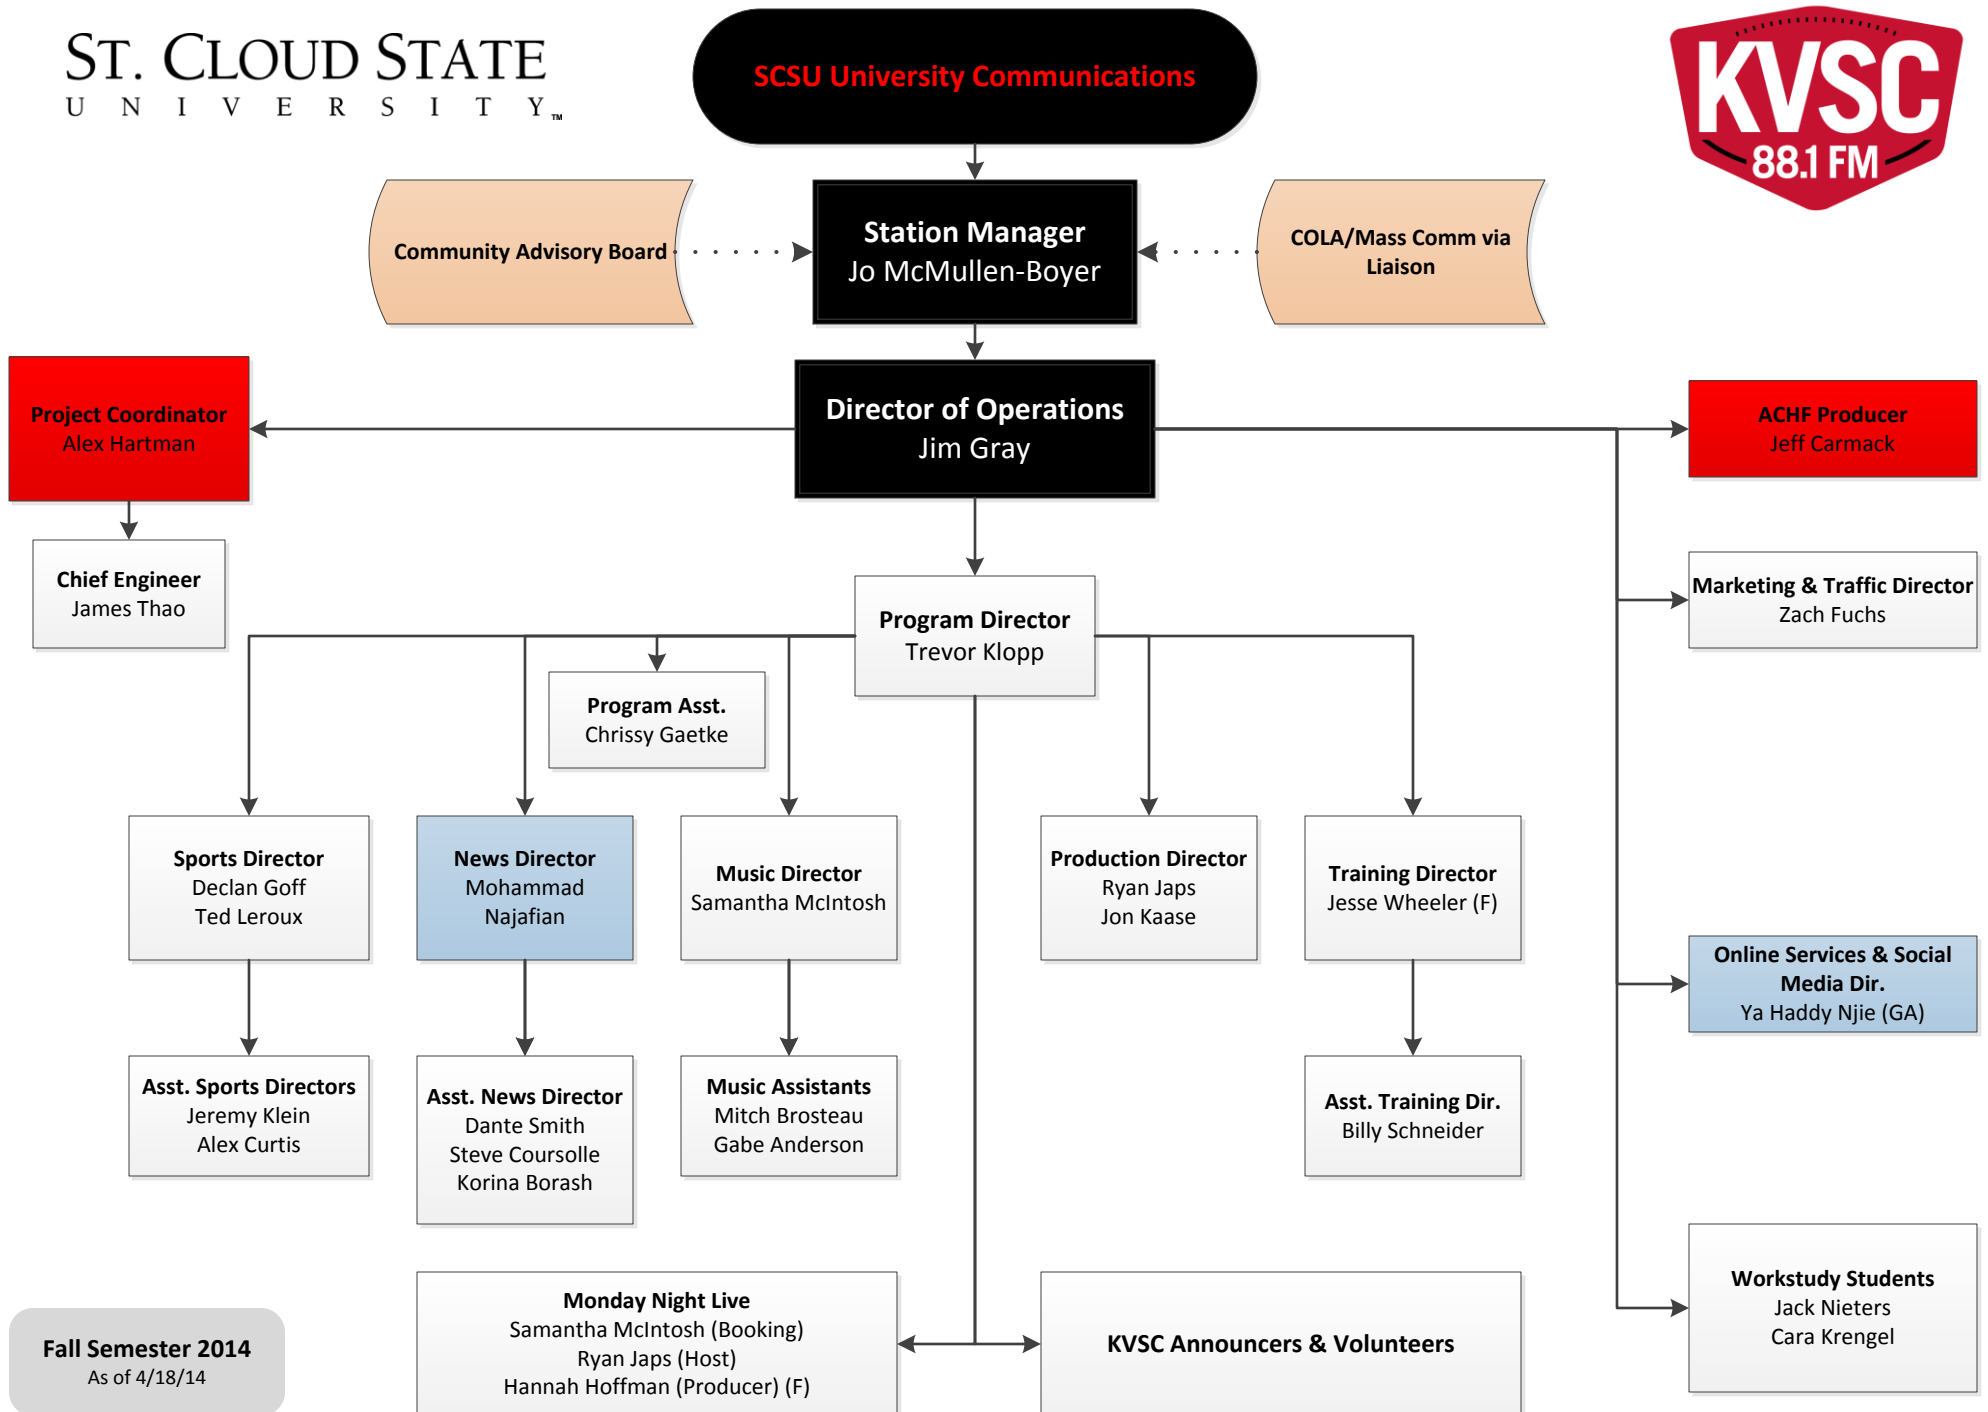 ST. CLOUD STATE
UNIVERSITY™
SCSU University Communications
KVSC
88.1 FM
Community Advisory Board
Station Manager
Jo McMullen-Boyer
COLA/Mass Comm via
Liaison
Project Coordinator
Alex Hartman
Director of Operations
Jim Gray
ACHF Producer
Jeff Carmack
Chief Engineer
James Thao
Marketing & Traffic Director
Zach Fuchs
Program Director
Trevor Klopp
Program Asst.
Chrissy Gaetke
Sports Director
Declan Goff
Ted Leroux
News Director
Mohammad
Najafian
Music Director
Samantha McIntosh
Production Director
Ryan Japs
Jon Kaase
Training Director
Jesse Wheeler (F)
Online Services & Social
Media Dir.
Ya Haddy Njie (GA)
Asst. Sports Directors
Jeremy Klein
Alex Curtis
Asst. News Director
Dante Smith
Steve Coursolle
Korina Borash
Music Assistants
Mitch Brosteau
Gabe Anderson
Asst. Training Dir.
Billy Schneider
Workstudy Students
Jack Nieters
Cara Krengel
Monday Night Live
Samantha McIntosh (Booking)
Ryan Japs (Host)
Hannah Hoffman (Producer) (F)
KVSC Announcers & Volunteers
Fall Semester 2014
As of 4/18/14